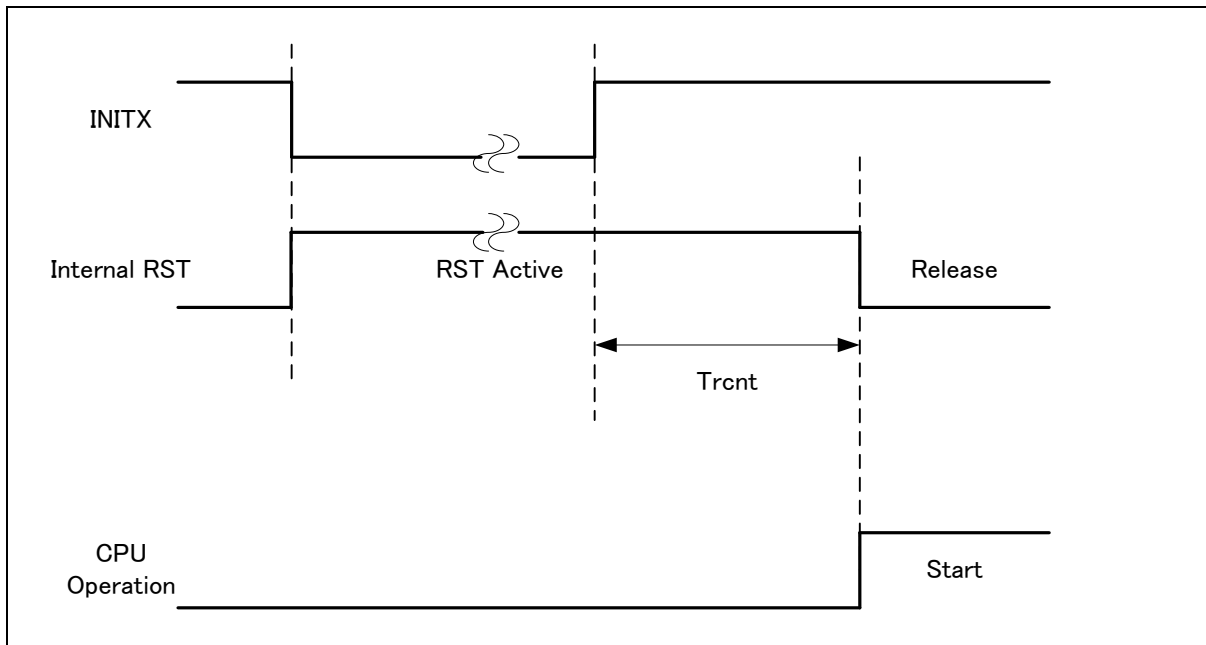 INITX
Internal RST
RST Active
Release
Trcnt
CPU
Operation
Start